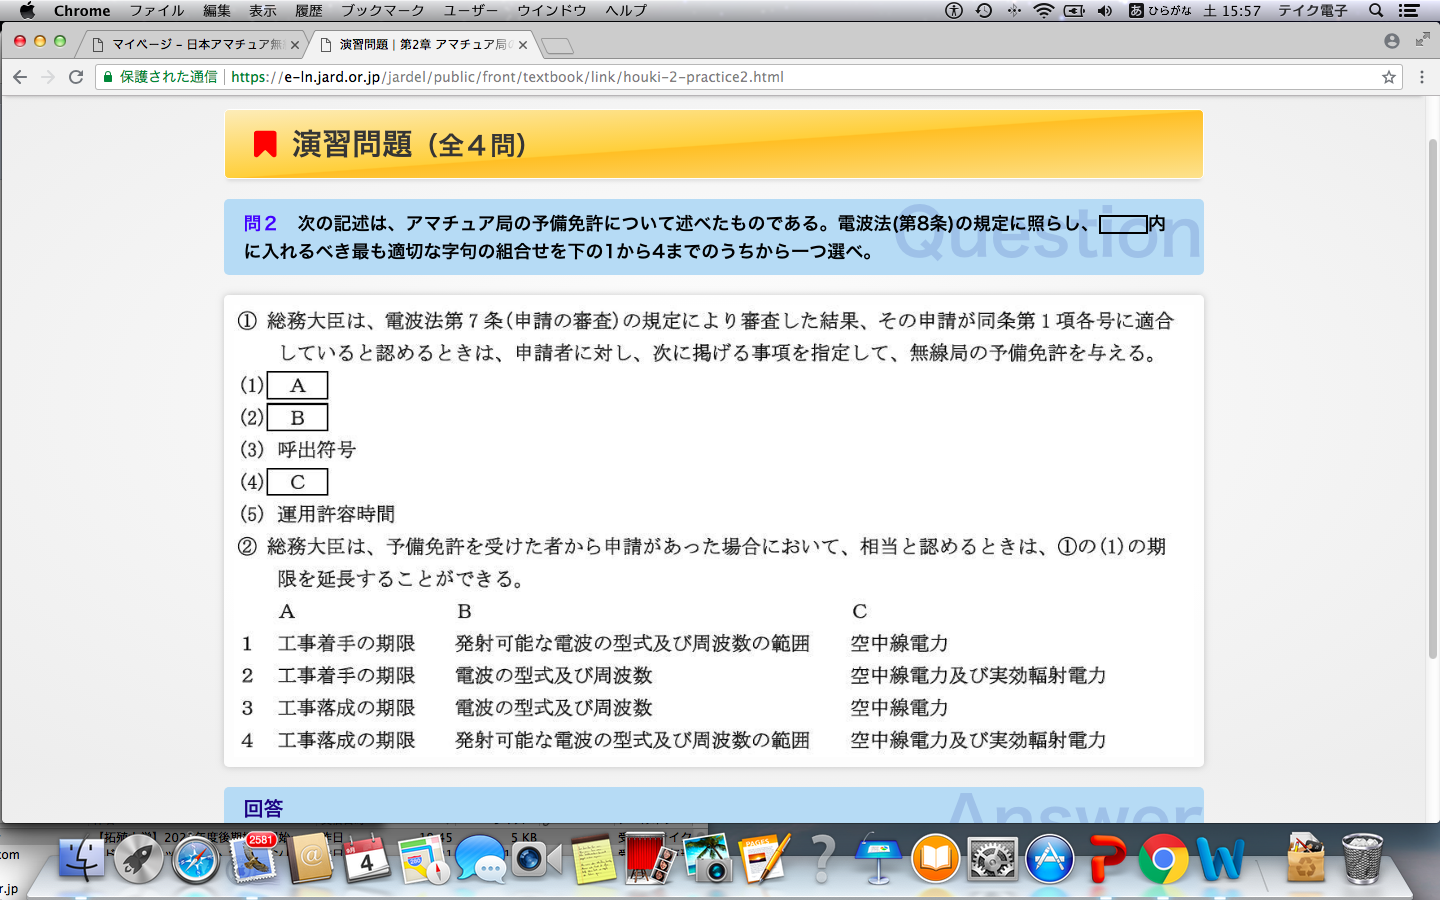 Chrome ファイル 編集 表示 履歴 ブックマーク ユーザー ウインドウ ヘルプ あ ひらがな 土 15:57 テイク電子
マイページ - 日本アマチュア無 演習問題 | 第2章 アマチュア局の
保護された通信 https://e-ln.jard.or.jp/jardel/public/front/textbook/link/houki-2-practice2.html
演習問題（全４問）
Question
問２ 次の記述は、アマチュア局の予備免許について述べたものである。電波法(第8条)の規定に照らし、内
に入れるべき最も適切な字句の組合せを下の1から4までのうちから一つ選べ。
① 総務大臣は、電波法第７条(申請の審査)の規定により審査した結果、その申請が同条第１項各号に適合
していると認めるときは、申請者に対し、次に掲げる事項を指定して、無線局の予備免許を与える。
(1) A
(2) B
(3) 呼出符号
(4) C
(5) 運用許容時間
② 総務大臣は、予備免許を受けた者から申請があった場合において、相当と認めるときは、①の(1)の期
限を延長することができる。
A B C
1 工事着手の期限 発射可能な電波の型式及び周波数の範囲 空中線電力
2 工事着手の期限 電波の型式及び周波数 空中線電力及び実効輻射電力
3 工事落成の期限 電波の型式及び周波数 空中線電力
4 工事落成の期限 発射可能な電波の型式及び周波数の範囲 空中線電力及び実効輻射電力
回答
Answer
5 KB
2581
com
r.jp
4
280
PAGES